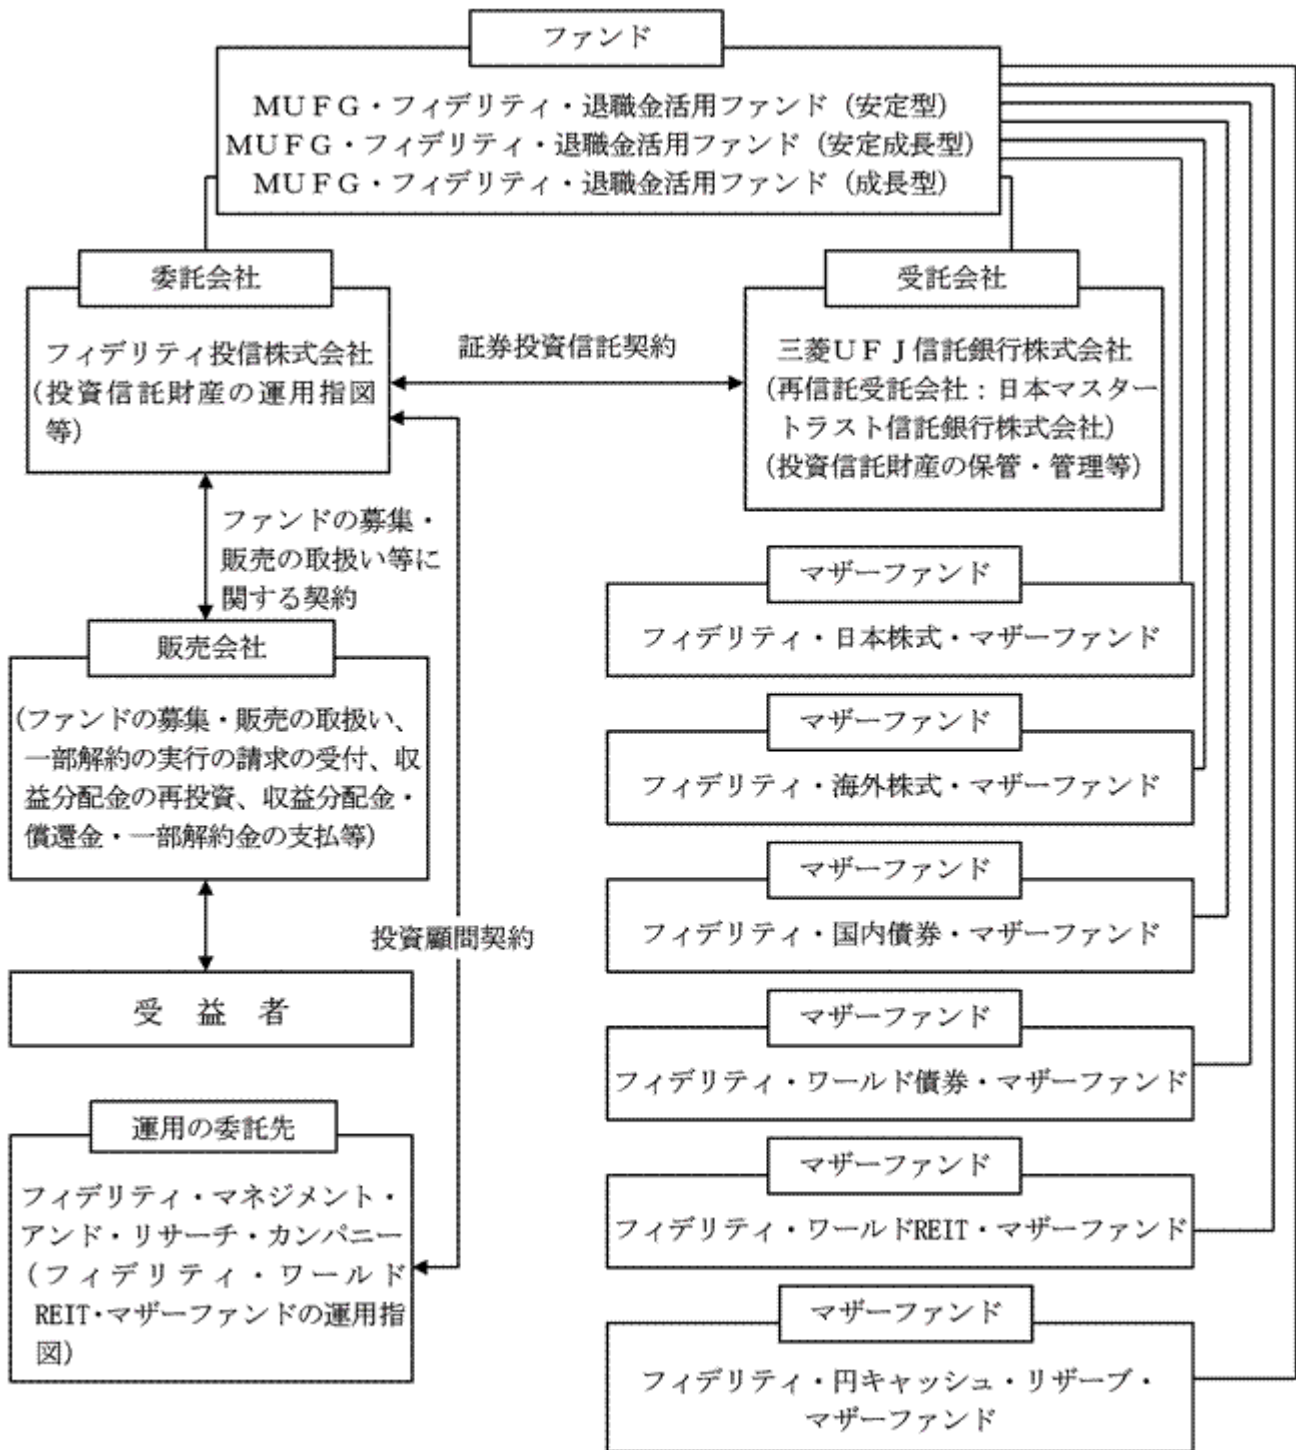 ファンド
MUFG・フィデリティ・退職金活用ファンド（安定型）
MUFG・フィデリティ・退職金活用ファンド（安定成長型）
MUFG・フィデリティ・退職金活用ファンド（成長型）
委託会社
フィデリティ投信株式会社
（投資信託財産の運用指図
等）
証券投資信託契約
受託会社
三菱UFJ信託銀行株式会社
（再信託受託会社：日本マスター
トラスト信託銀行株式会社）
（投資信託財産の保管・管理等）
ファンドの募集・
販売の取扱い等に
関する契約
販売会社
（ファンドの募集・販売の取扱い、
一部解約の実行の請求の受付、収
益分配金の再投資、収益分配金・
償還金・一部解約金の支払等）
投資顧問契約
受　益　者
運用の委託先
フィデリティ・マネジメント・
アンド・リサーチ・カンパニー
（フィデリティ・ワールド
REIT・マザーファンドの運用指
図）
マザーファンド
フィデリティ・日本株式・マザーファンド
マザーファンド
フィデリティ・海外株式・マザーファンド
マザーファンド
フィデリティ・国内債券・マザーファンド
マザーファンド
フィデリティ・ワールド債券・マザーファンド
マザーファンド
フィデリティ・ワールドREIT・マザーファンド
マザーファンド
フィデリティ・円キャッシュ・リザーブ・
マザーファンド